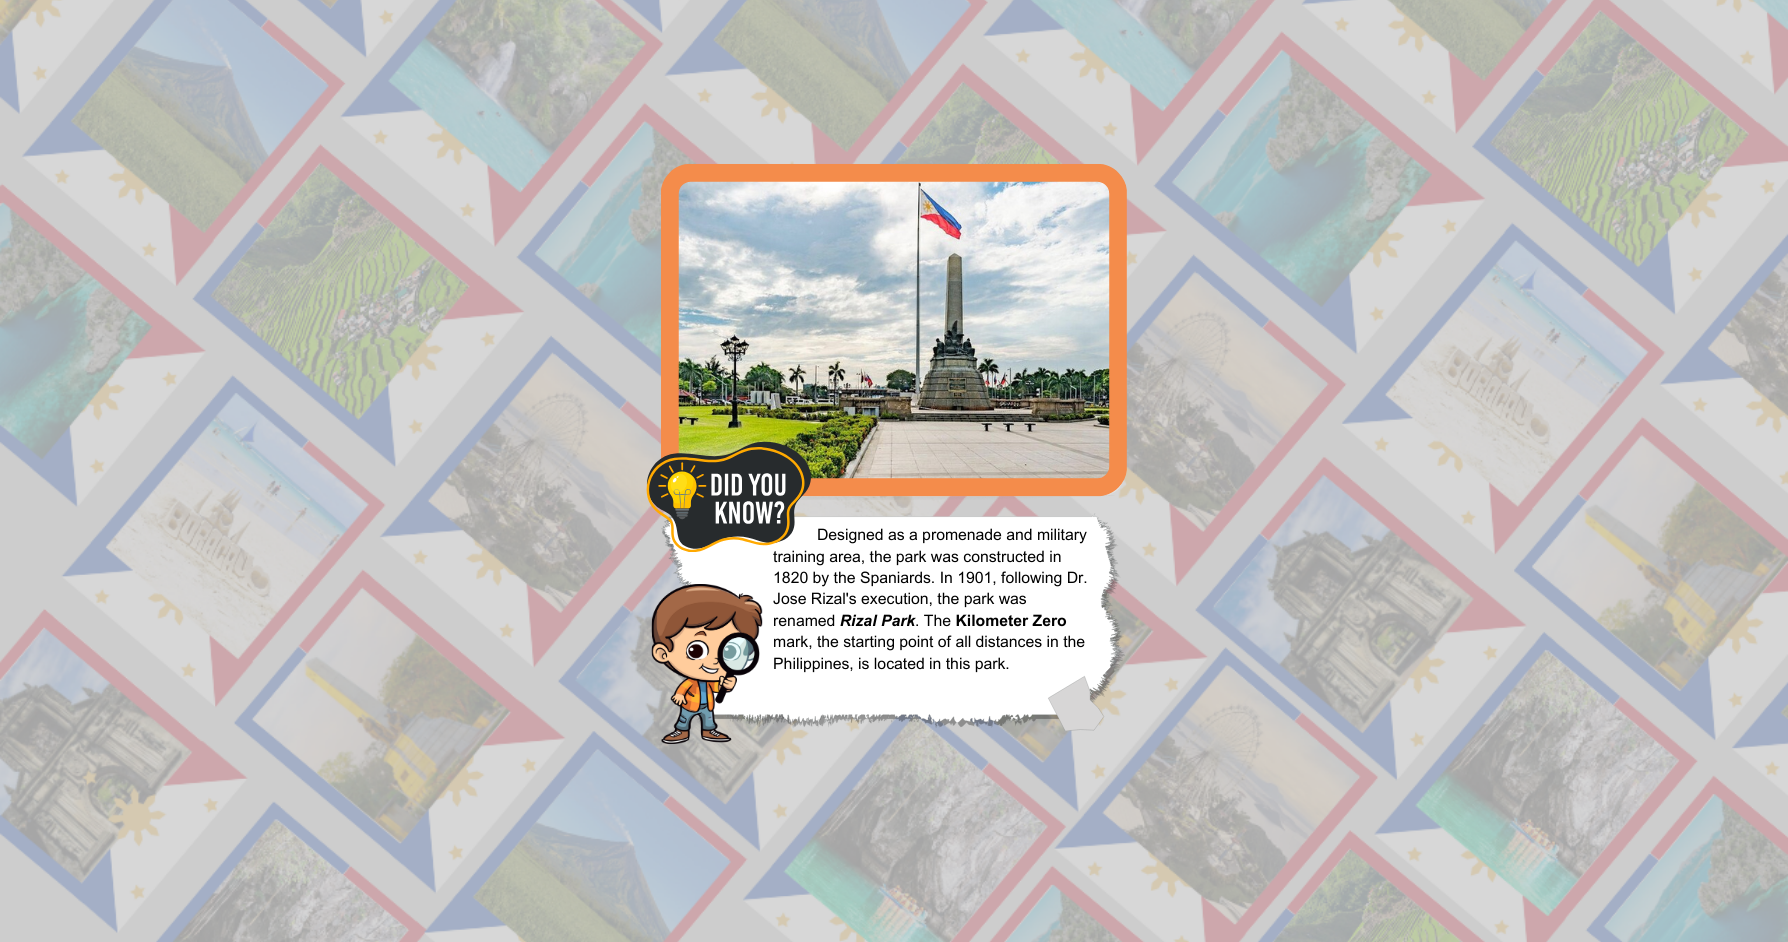 DID YOU
KNOW?
Designed as a promenade and military
training area, the park was constructed in
1820 by the Spaniards. In 1901, following Dr.
Jose Rizal's execution, the park was
renamed Rizal Park. The Kilometer Zero
mark, the starting point of all distances in the
Philippines, is located in this park.